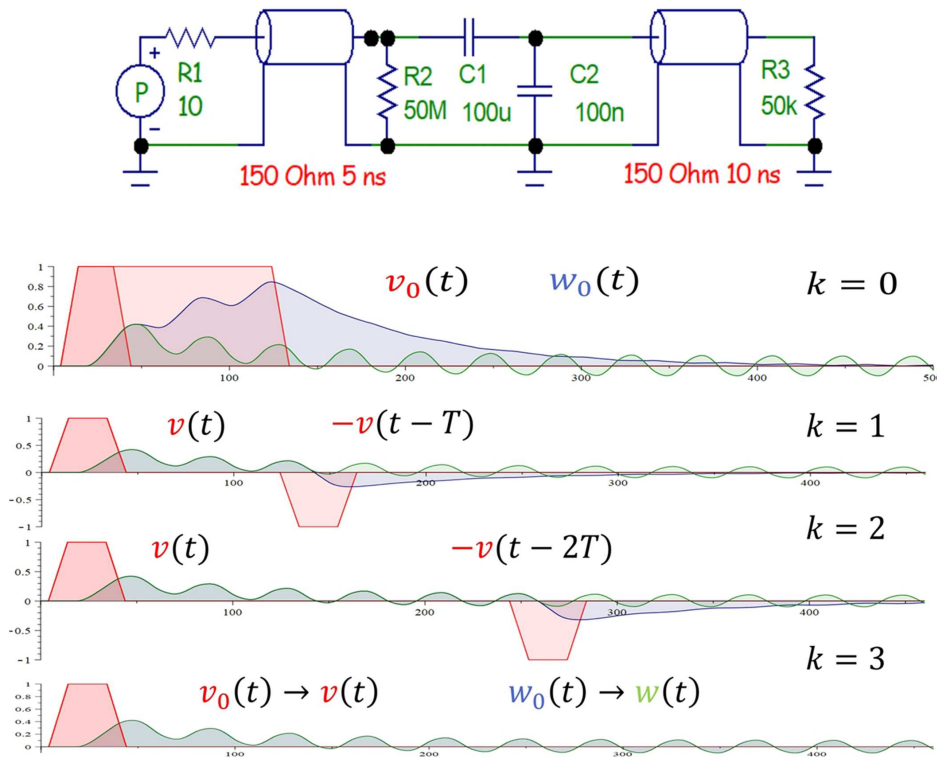 +
P
−
R1
10
R2
50M
C1
100u
C2
100n
R3
50k
150 Ohm 5 ns
150 Ohm 10 ns
1
0.8
0.6
0.4
0.2
0
100
200
300
400
500
v₀(t) w₀(t) k = 0
1
0.5
0
-0.5
-1
100
200
300
400
v(t) −v(t − T) k = 1
1
0.5
0
-0.5
-1
100
200
300
400
k = 2
v(t) −v(t − 2T)
k = 3
1
0.8
0.6
0.4
0.2
0
100
200
300
400
v₀(t) → v(t) w₀(t) → w(t)